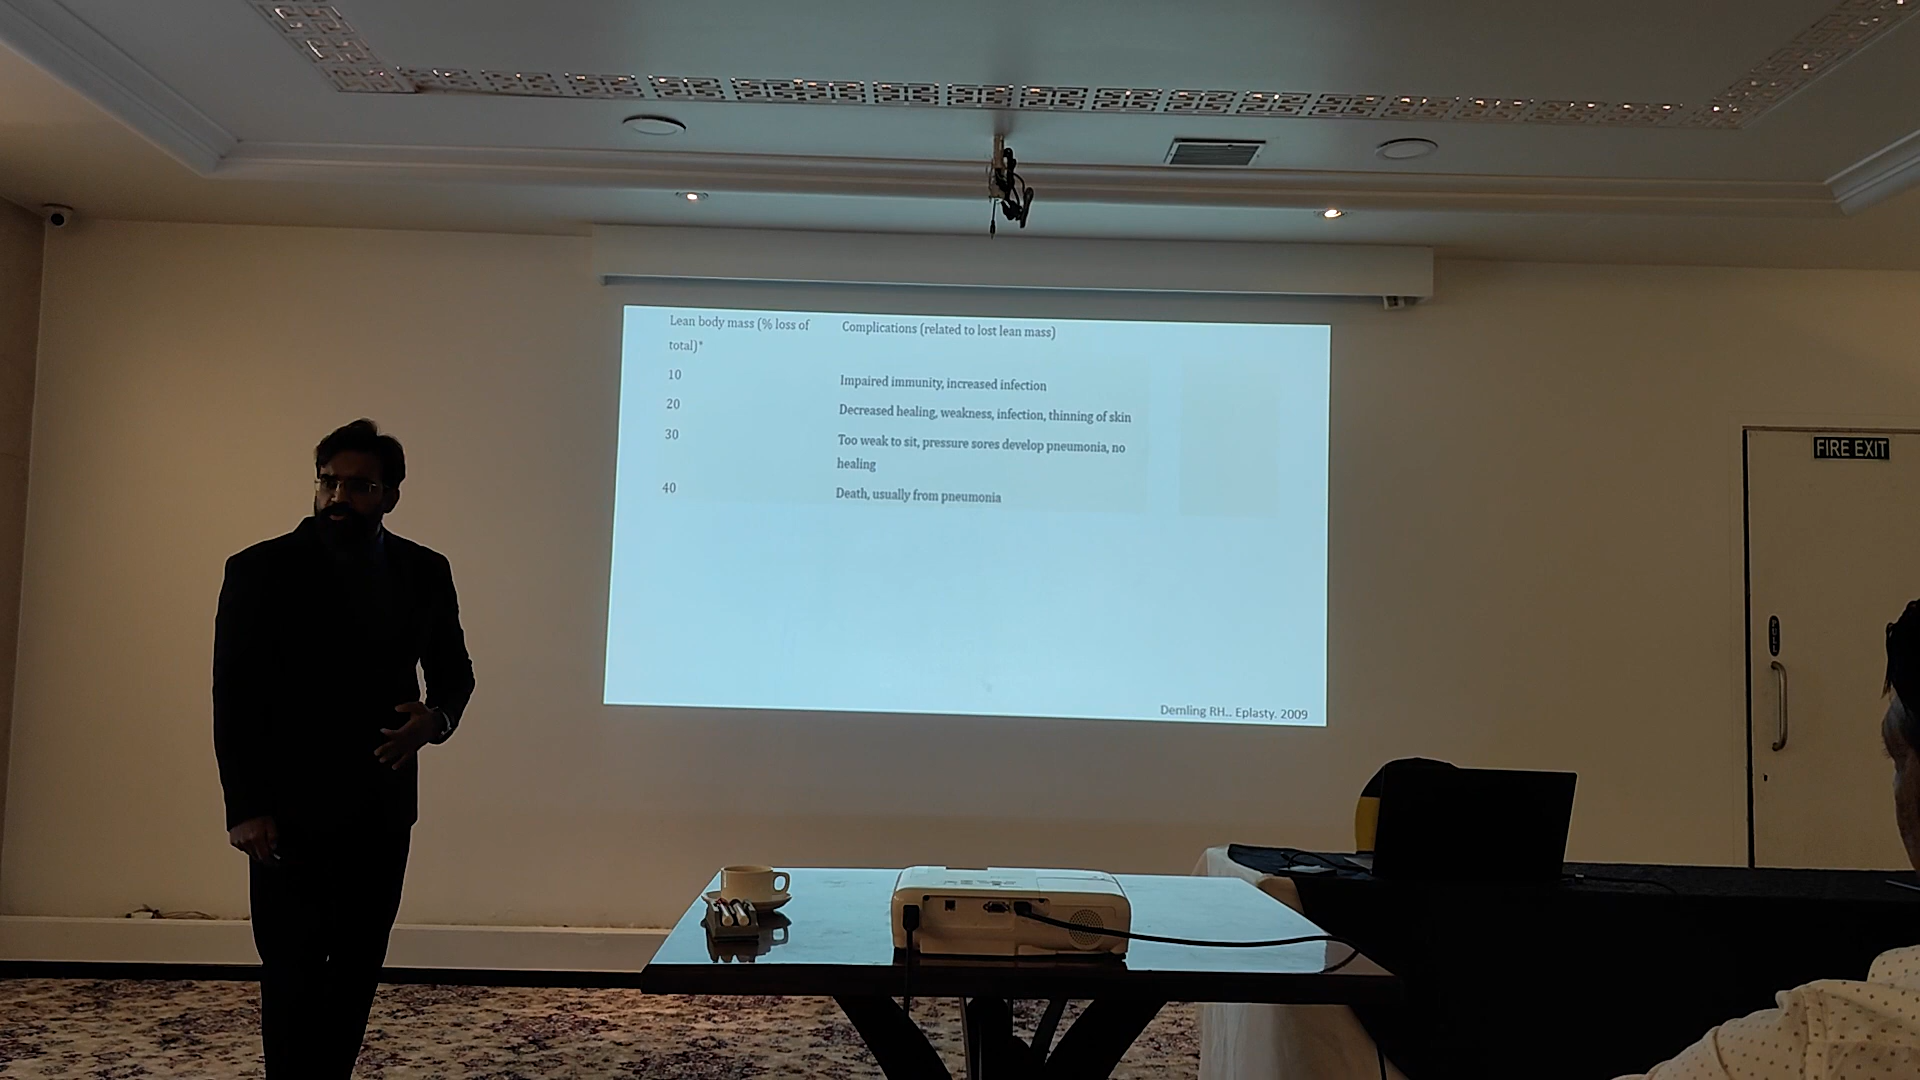 Lean body mass (% loss of
total)*
Complications (related to lost lean mass)
10
Impaired immunity, increased infection
20
Decreased healing, weakness, infection, thinning of skin
30
Too weak to sit, pressure sores develop pneumonia, no
healing
40
Death, usually from pneumonia
Demling RH.. Eplasty. 2009
FIRE EXIT
PULL